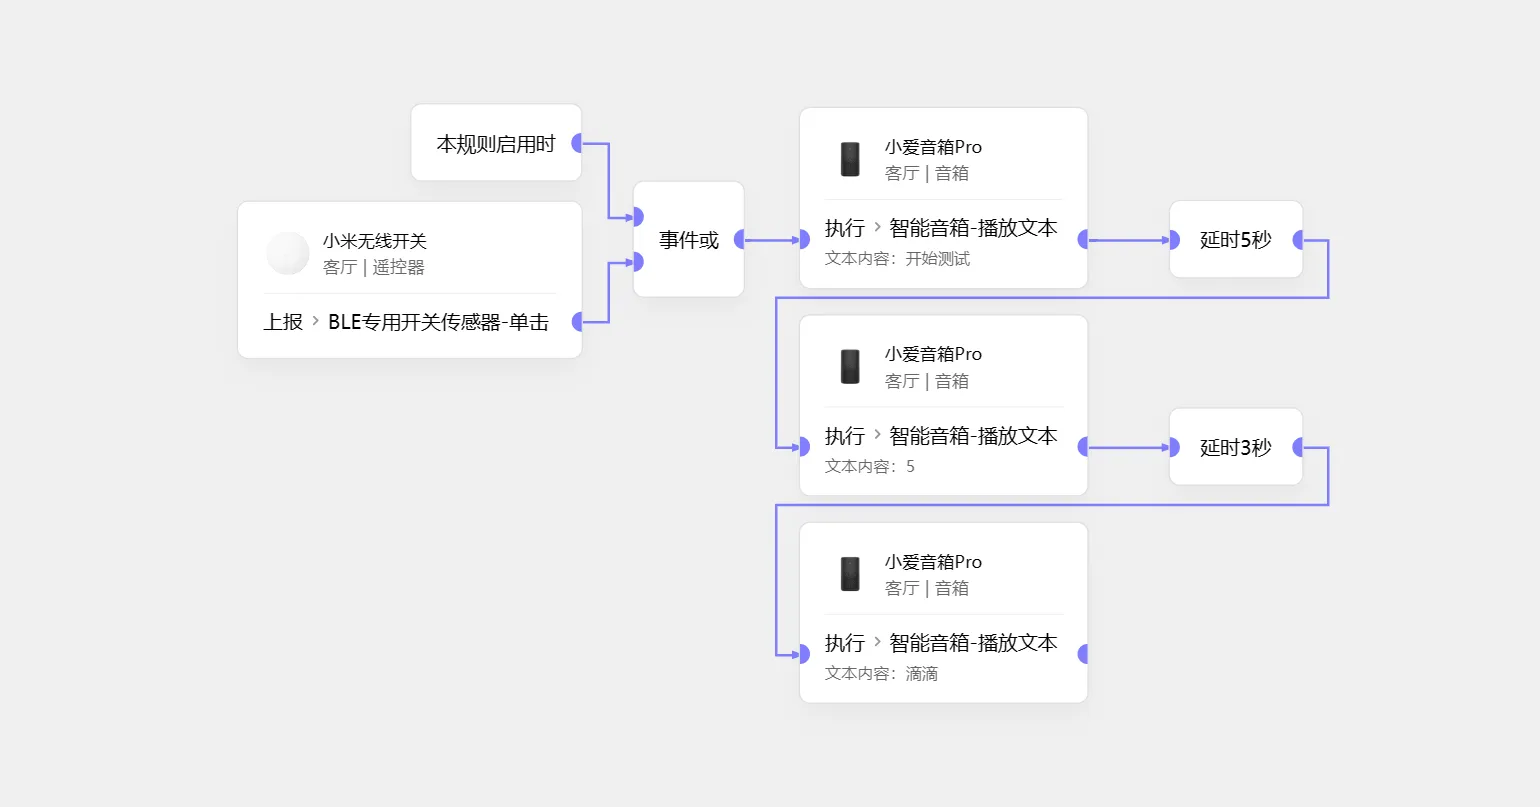 本规则启用时
小米无线开关
客厅 | 遥控器
上报 › BLE专用开关传感器-单击
事件或
小爱音箱Pro
客厅 | 音箱
执行 › 智能音箱-播放文本
文本内容：开始测试
延时5秒
小爱音箱Pro
客厅 | 音箱
执行 › 智能音箱-播放文本
文本内容：5
延时3秒
小爱音箱Pro
客厅 | 音箱
执行 › 智能音箱-播放文本
文本内容：滴滴